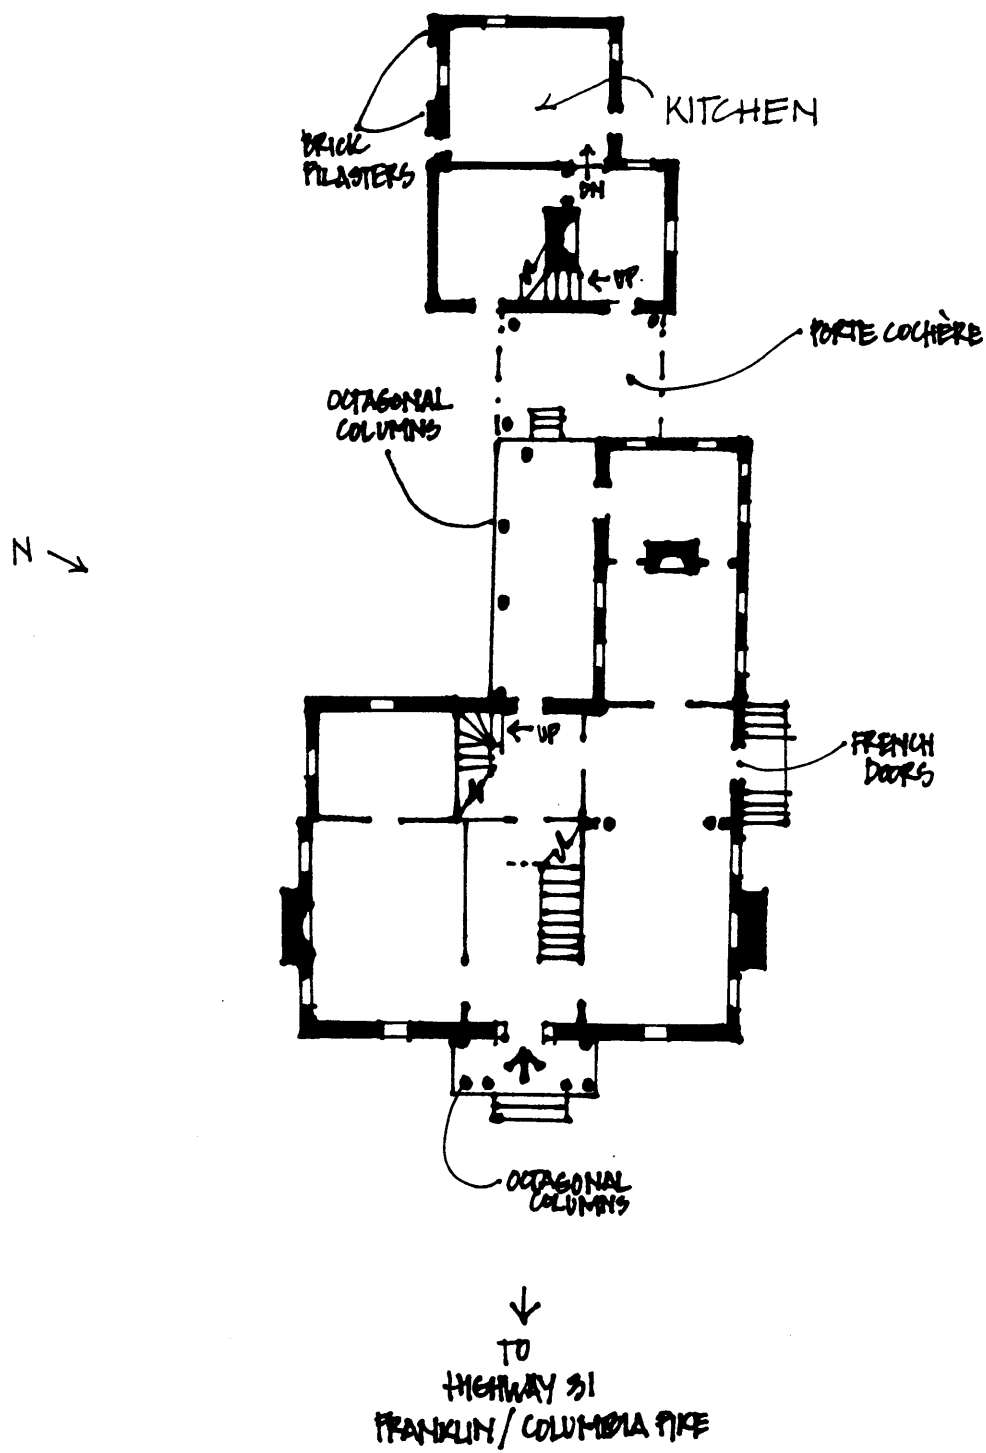 KITCHEN
BRICK
PILASTERS
DN
UP
PORTE COCHÈRE
OCTAGONAL
COLUMNS
N
UP
FRENCH
DOORS
OCTAGONAL
COLUMNS
TO
HIGHWAY 31
FRANKLIN/COLUMBIA PIKE